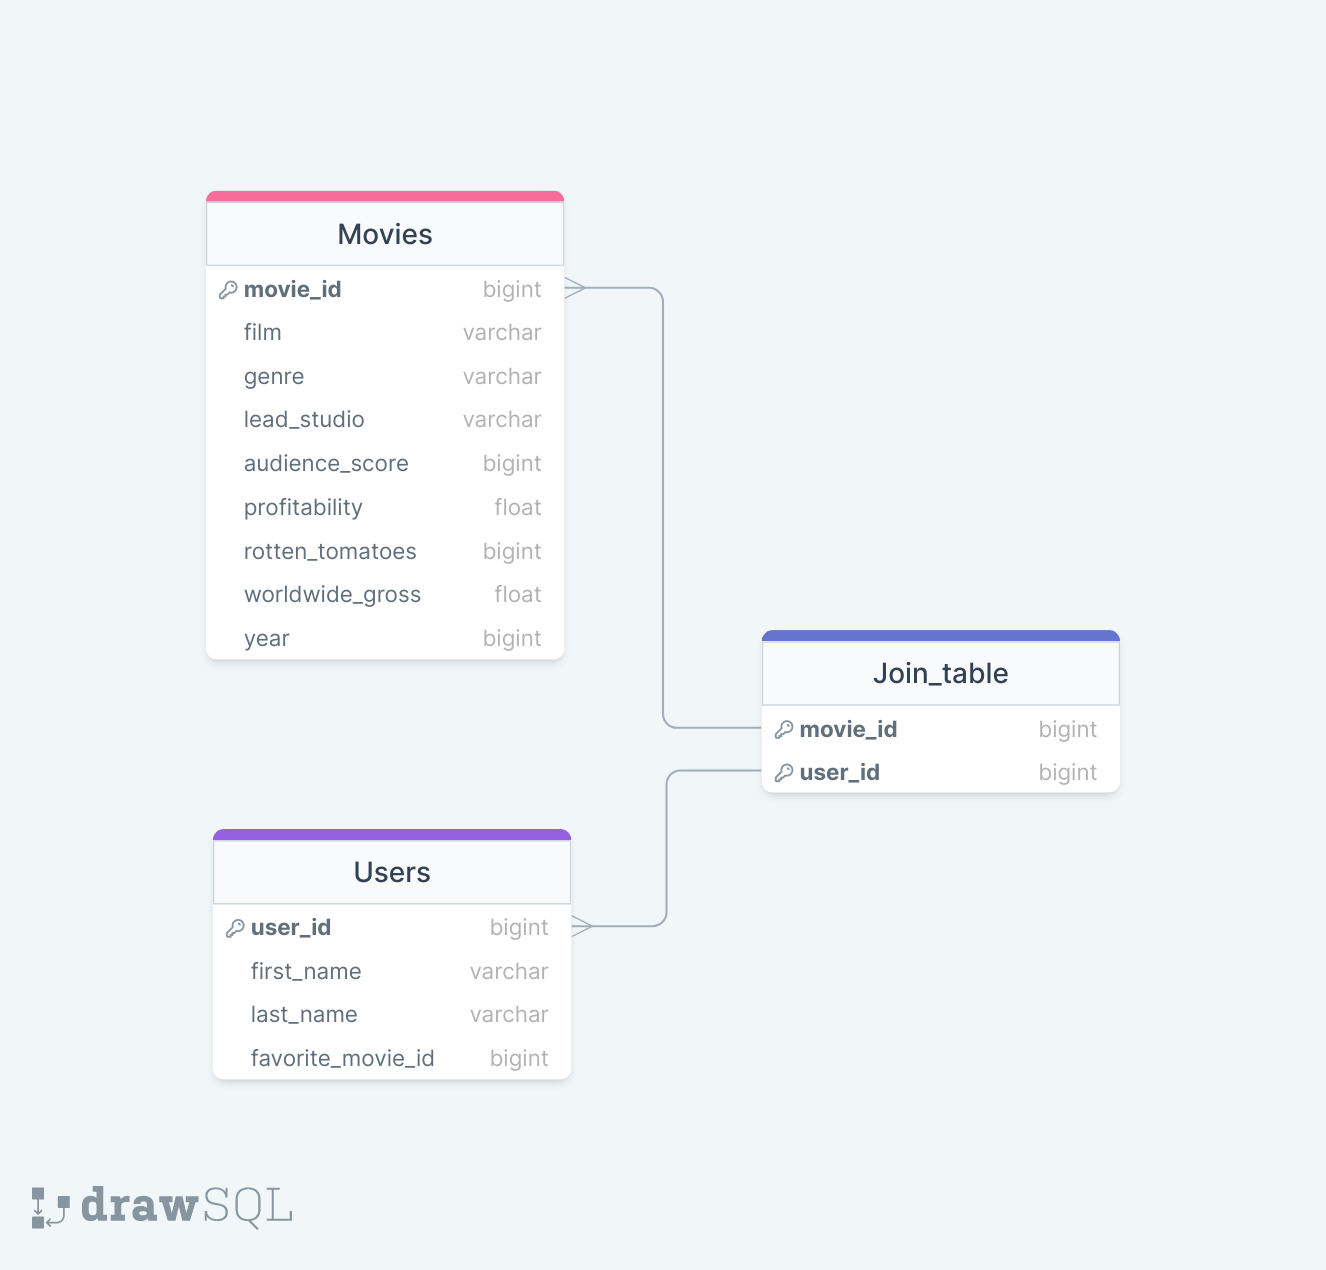 Movies
movie_id bigint
film varchar
genre varchar
lead_studio varchar
audience_score bigint
profitability float
rotten_tomatoes bigint
worldwide_gross float
year bigint
Join_table
movie_id bigint
user_id bigint
Users
user_id bigint
first_name varchar
last_name varchar
favorite_movie_id bigint
drawSQL